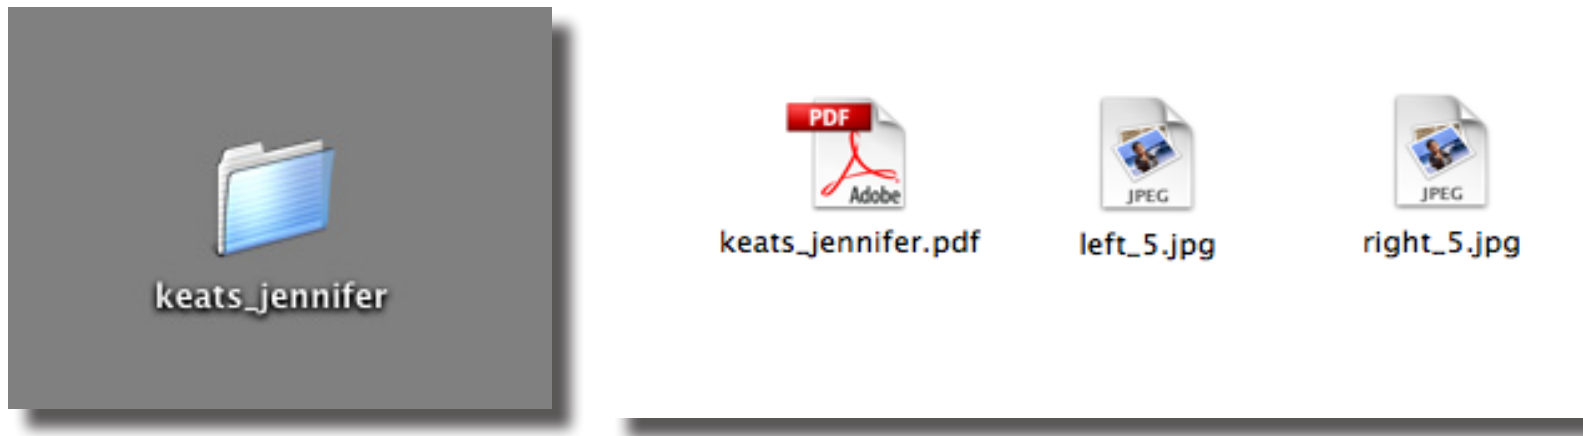 keats_jennifer
PDF
Adobe
keats_jennifer.pdf
JPEG
left_5.jpg
JPEG
right_5.jpg